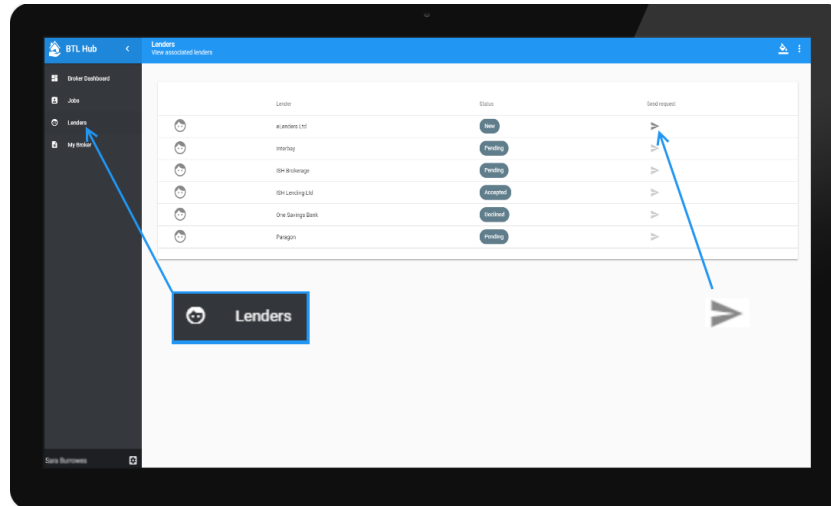 BTL Hub
Lenders
View associated lenders
Broker Dashboard
Jobs
Lenders
My Broker
Lender Status Send request
eLenders Ltd New
Interbay Pending
ISH Brokerage Pending
ISH Lending Ltd Accepted
One Savings Bank Declined
Paragon Pending
Lenders
Sara Burrowes